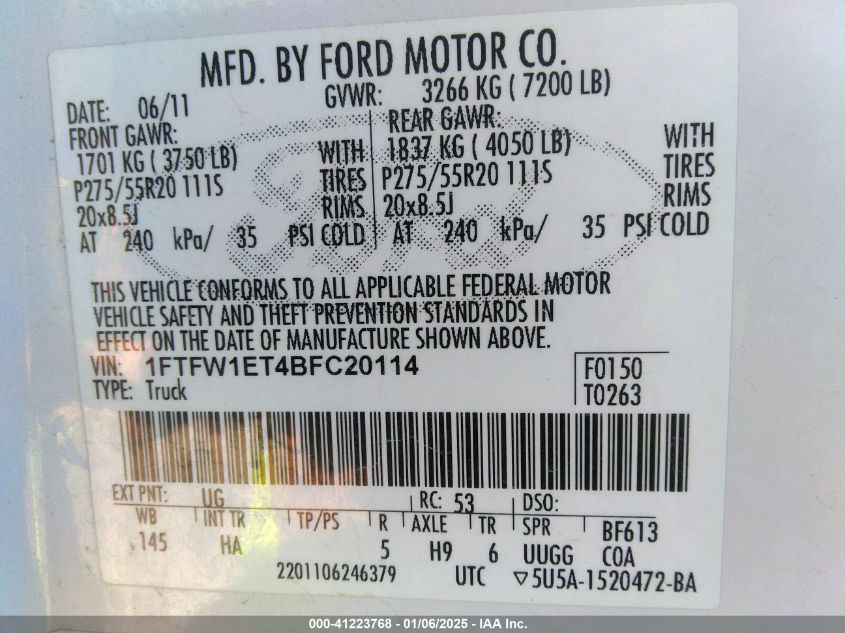 MFD. BY FORD MOTOR CO.
DATE: 06/11 GVWR: 3266 KG ( 7200 LB)
FRONT GAWR: REAR GAWR:
1701 KG ( 3750 LB) WITH 1837 KG ( 4050 LB) WITH
P275/55R20 111S TIRES P275/55R20 111S TIRES
20x8.5J RIMS 20x8.5J RIMS
AT 240 kPa/ 35 PSI COLD AT 240 kPa/ 35 PSI COLD
Ford
THIS VEHICLE CONFORMS TO ALL APPLICABLE FEDERAL MOTOR
VEHICLE SAFETY AND THEFT PREVENTION STANDARDS IN
EFFECT ON THE DATE OF MANUFACTURE SHOWN ABOVE.
VIN: 1FTFW1ET4BFC20114 F0150
TYPE: Truck T0263
EXT PNT: UG RC: 53 DSO:
WB INT TR TP/PS R AXLE TR SPR BF613
145 HA 5 H9 6 UUGG COA
2201106246379 UTC ▽5U5A-1520472-BA
000-41223768 - 01/06/2025 - IAA Inc.